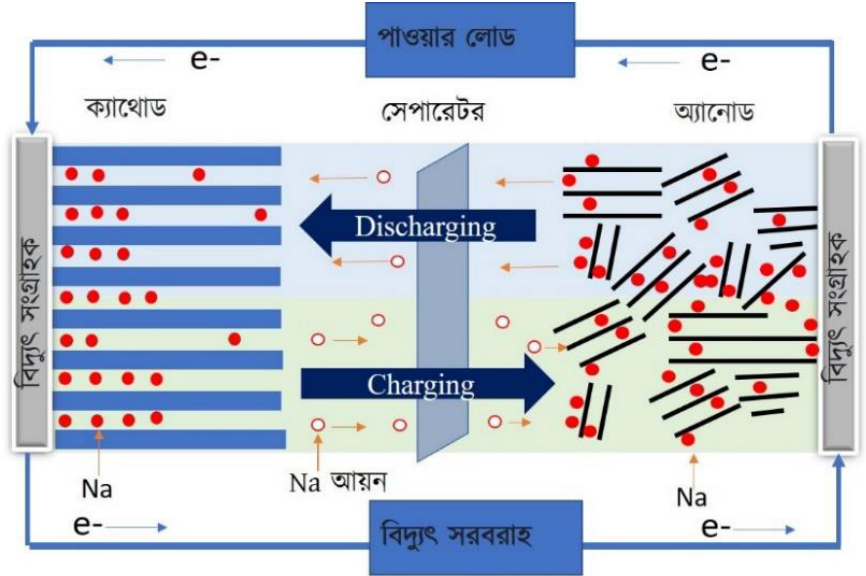 পাওয়ার লোড
e-
e-
ক্যাথোড
সেপারেটর
অ্যানোড
বিদ্যুৎ সংগ্রাহক
Discharging
Charging
বিদ্যুৎ সংগ্রাহক
Na
Na আয়ন
Na
e-
বিদ্যুৎ সরবরাহ
e-